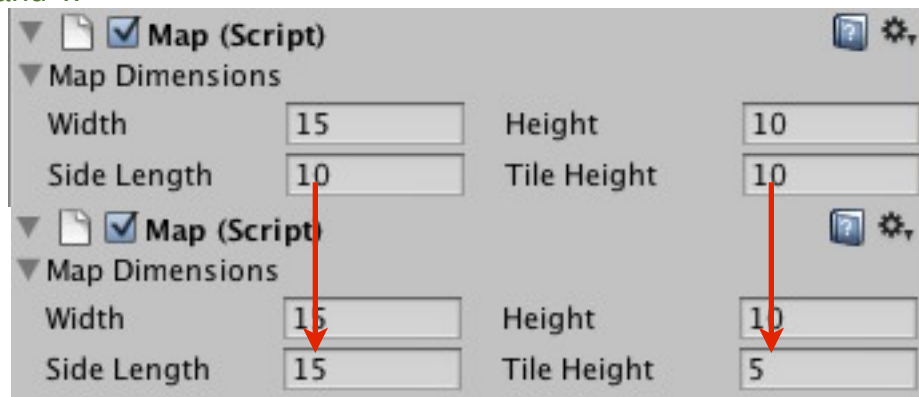 Map (Script)
Map Dimensions
Width 15 Height 10
Side Length 10 Tile Height 10
Map (Script)
Map Dimensions
Width 15 Height 10
Side Length 15 Tile Height 5